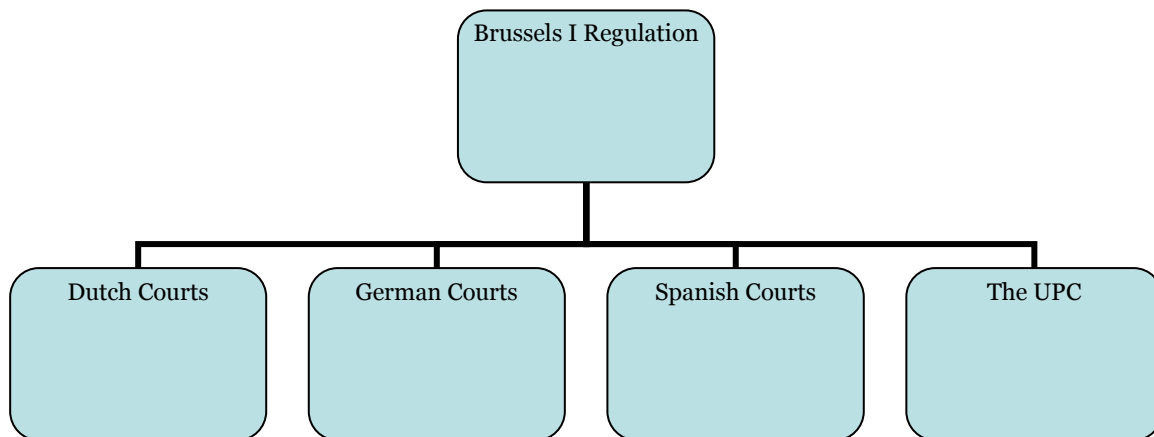 Brussels I Regulation
Dutch Courts
German Courts
Spanish Courts
The UPC